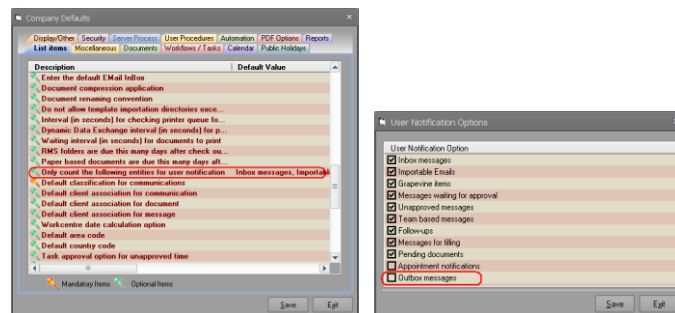 Company Defaults
Display/Other Security Server Process User Procedures Automation PDF Options Reports
List items Miscellaneous Documents Workflows / Tasks Calendar Public Holidays
Description Default Value
Enter the default EMail InBox
Document compression application
Document renaming convention
Do not allow template importation directories exce...
Interval (in seconds) for checking printer queue fo...
Dynamic Data Exchange interval (in seconds) for p...
Waiting interval (in seconds) for documents to print
RMS folders are due this many days after check ou...
Paper based documents are due this many days aft...
Only count the following entities for user notification Inbox messages, Importable
Default classification for communications
Default client association for communication
Default client association for document
Default client association for message
Workcentre date calculation option
Default area code
Default country code
Task approval option for unapproved time
Mandatory Items Optional Items
Save Exit
User Notification Options
User Notification Option
Inbox messages
Importable Emails
Grapevine items
Messages waiting for approval
Unapproved messages
Team based messages
Follow-ups
Messages for filling
Pending documents
Appointment notifications
Outbox messages
Save Exit